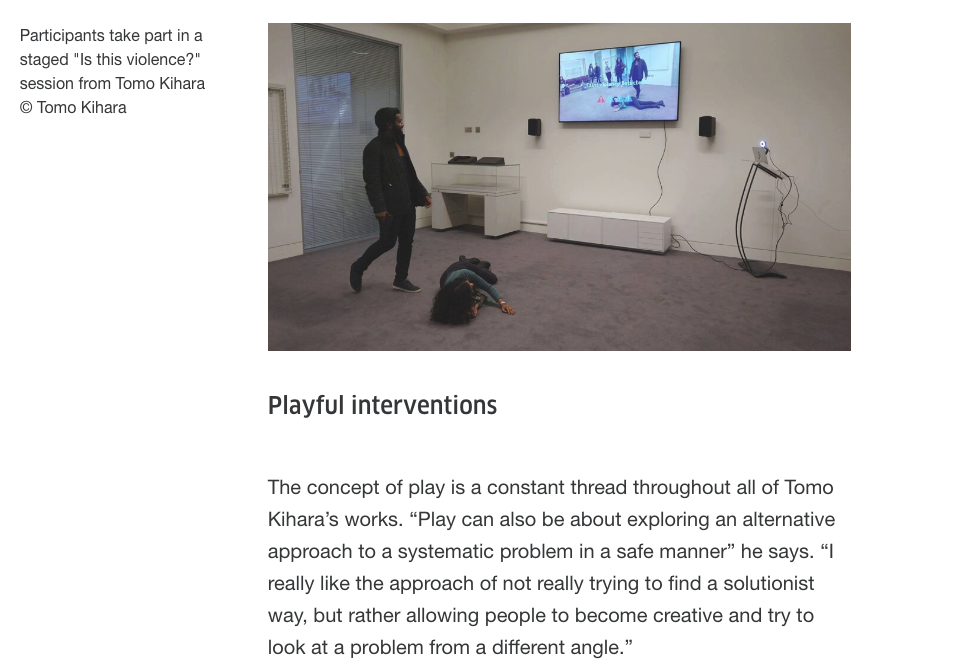 Participants take part in a
staged "Is this violence?"
session from Tomo Kihara
© Tomo Kihara
Playful interventions
The concept of play is a constant thread throughout all of Tomo
Kihara’s works. “Play can also be about exploring an alternative
approach to a systematic problem in a safe manner” he says. “I
really like the approach of not really trying to find a solutionist
way, but rather allowing people to become creative and try to
look at a problem from a different angle.”